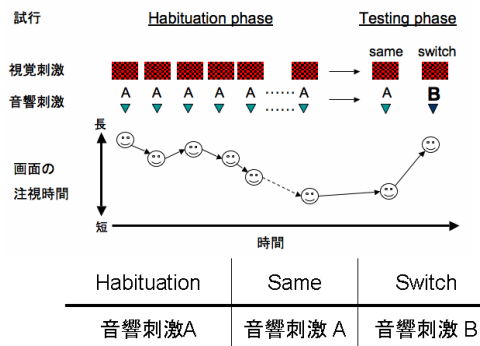 試行 Habituation phase Testing phase
same switch
視覚刺激
音響刺激 A A A A A …… A A B
……
長
画面の
注視時間
短
時間
Habituation Same Switch
音響刺激A 音響刺激 A 音響刺激 B